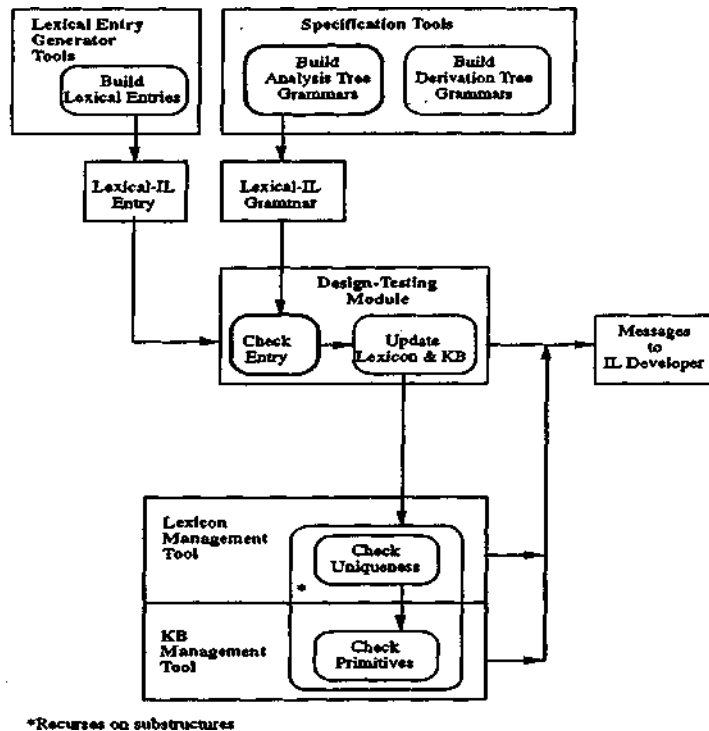 Lexical Entry
Generator
Tools
Build
Lexical Entries
Specification Tools
Build
Analysis Tree
Grammars
Build
Derivation Tree
Grammars
Lexical-IL
Entry
Lexical-IL
Grammar
Design-Testing
Module
Check
Entry
Update
Lexicon & KB
Messages
to
IL Developer
Lexicon
Management
Tool
Check
Uniqueness
*
KB
Management
Tool
Check
Primitives
*Recurses on substructures